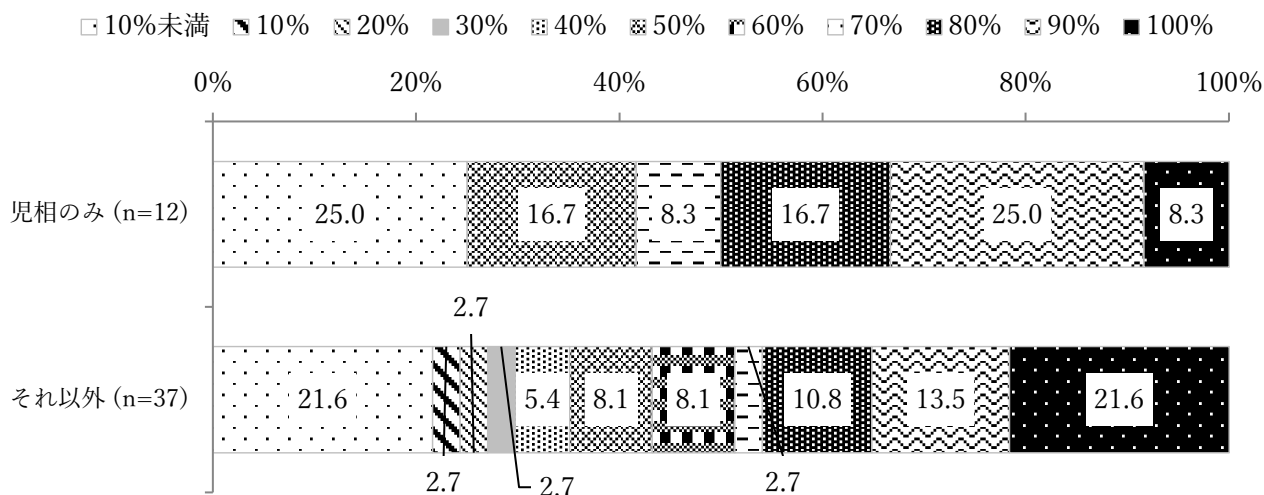 10%未満 10% 20% 30% 40% 50% 60% 70% 80% 90% 100%
0% 20% 40% 60% 80% 100%
児相のみ (n=12) 25.0 16.7 8.3 16.7 25.0 8.3
2.7
それ以外 (n=37) 21.6 5.4 8.1 8.1 10.8 13.5 21.6
2.7 2.7 2.7